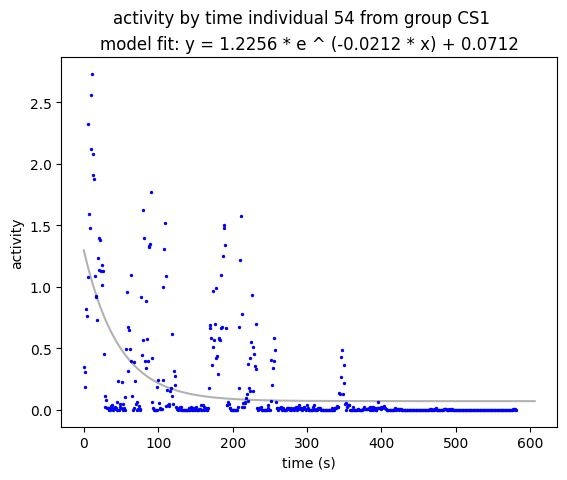 activity by time individual 54 from group CS1
model fit: y = 1.2256 * e ^ (-0.0212 * x) + 0.0712
2.5
2.0
1.5
1.0
0.5
0.0
activity
0 100 200 300 400 500 600
time (s)